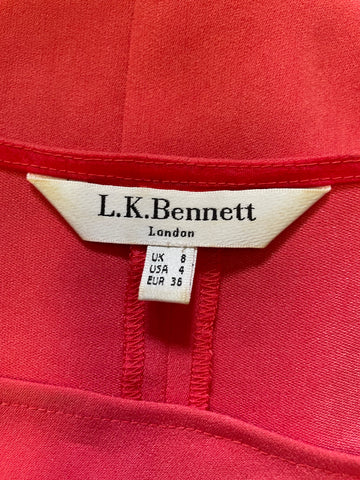 L.K.Bennett
London
UK 8
USA 4
EUR 36